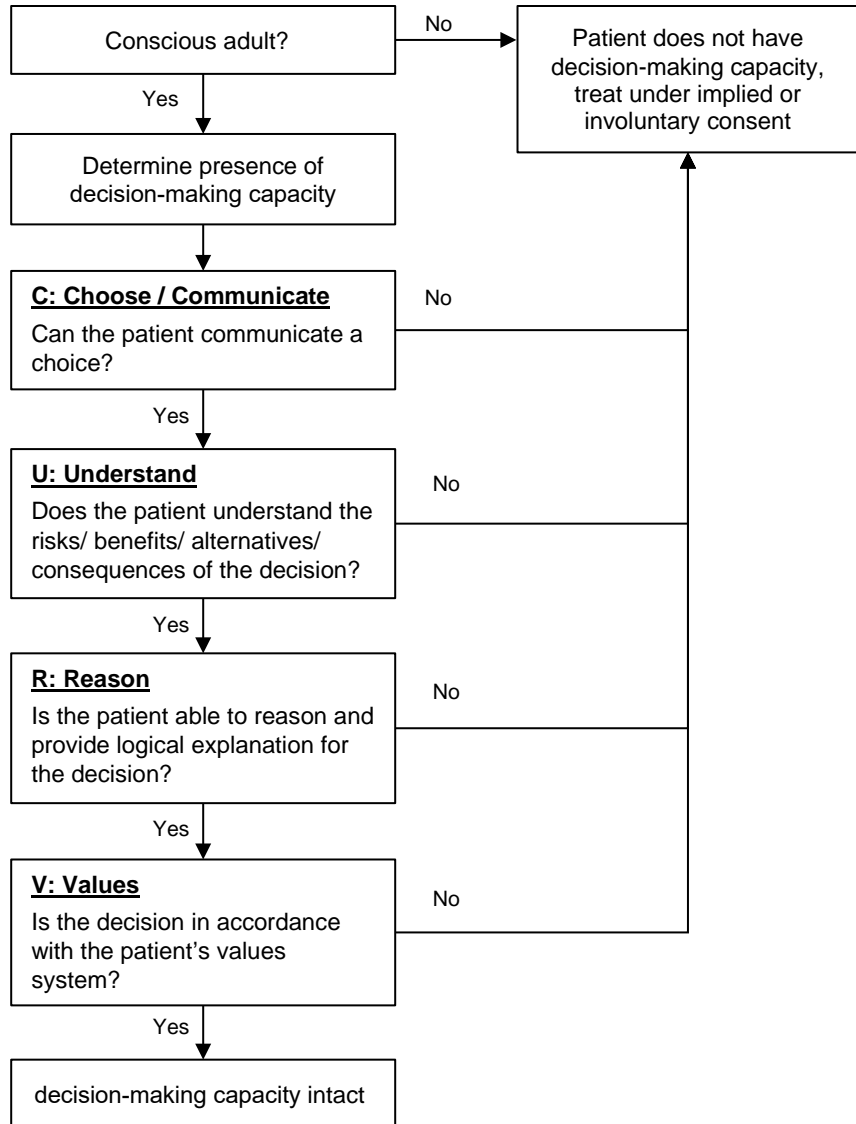 Conscious adult?
No
Patient does not have
decision-making capacity,
treat under implied or
involuntary consent
Yes
Determine presence of
decision-making capacity
C: Choose / Communicate
Can the patient communicate a
choice?
No
Yes
U: Understand
Does the patient understand the
risks/ benefits/ alternatives/
consequences of the decision?
No
Yes
R: Reason
Is the patient able to reason and
provide logical explanation for
the decision?
No
Yes
V: Values
Is the decision in accordance
with the patient’s values
system?
No
Yes
decision-making capacity intact